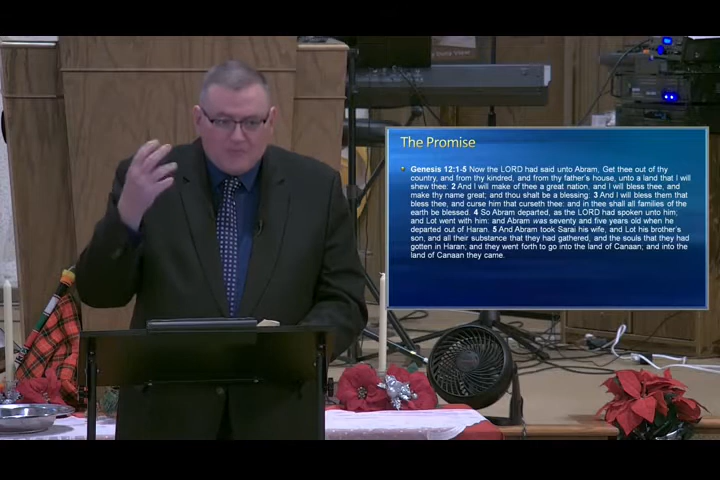 The Promise
Genesis 12:1-5 Now the LORD had said unto Abram, Get thee out of thy
country, and from thy kindred, and from thy father's house, unto a land that I will
shew thee: 2 And I will make of thee a great nation, and I will bless thee, and
make thy name great; and thou shalt be a blessing: 3 And I will bless them that
bless thee, and curse him that curseth thee: and in thee shall all families of the
earth be blessed. 4 So Abram departed, as the LORD had spoken unto him;
and Lot went with him: and Abram was seventy and five years old when he
departed out of Haran. 5 And Abram took Sarai his wife, and Lot his brother's
son, and all their substance that they had gathered, and the souls that they had
gotten in Haran; and they went forth to go into the land of Canaan; and into the
land of Canaan they came.